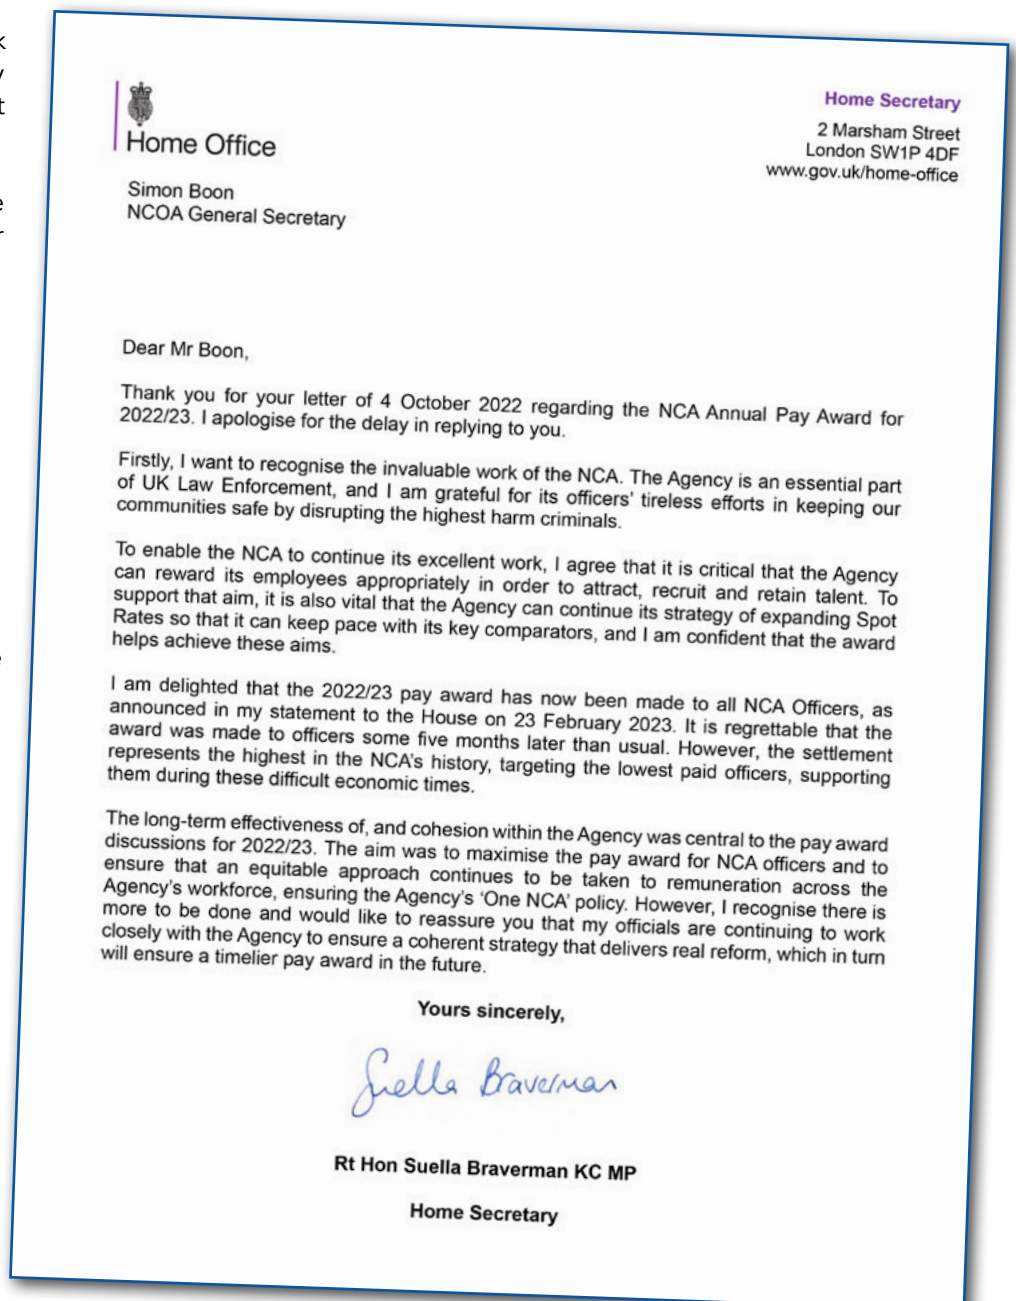 Home Office
Home Secretary
2 Marsham Street
London SW1P 4DF
www.gov.uk/home-office
Simon Boon
NCOA General Secretary
Dear Mr Boon,
Thank you for your letter of 4 October 2022 regarding the NCA Annual Pay Award for
2022/23. I apologise for the delay in replying to you.
Firstly, I want to recognise the invaluable work of the NCA. The Agency is an essential part
of UK Law Enforcement, and I am grateful for its officers' tireless efforts in keeping our
communities safe by disrupting the highest harm criminals.
To enable the NCA to continue its excellent work, I agree that it is critical that the Agency
can reward its employees appropriately in order to attract, recruit and retain talent. To
support that aim, it is also vital that the Agency can continue its strategy of expanding Spot
Rates so that it can keep pace with its key comparators, and I am confident that the award
helps achieve these aims.
I am delighted that the 2022/23 pay award has now been made to all NCA Officers, as
announced in my statement to the House on 23 February 2023. It is regrettable that the
award was made to officers some five months later than usual. However, the settlement
represents the highest in the NCA's history, targeting the lowest paid officers, supporting
them during these difficult economic times.
The long-term effectiveness of, and cohesion within the Agency was central to the pay award
discussions for 2022/23. The aim was to maximise the pay award for NCA officers and to
ensure that an equitable approach continues to be taken to remuneration across the
Agency's workforce, ensuring the Agency's 'One NCA' policy. However, I recognise there is
more to be done and would like to reassure you that my officials are continuing to work
closely with the Agency to ensure a coherent strategy that delivers real reform, which in turn
will ensure a timelier pay award in the future.
Yours sincerely,
Suella Braverman
Rt Hon Suella Braverman KC MP
Home Secretary